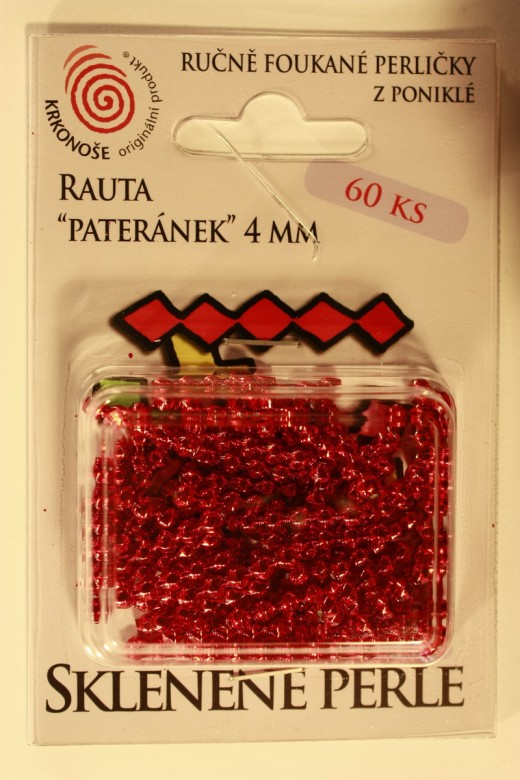 RUČNĚ FOUKANÉ PERLIČKY
Z PONIKLÉ
KRKONOŠE originální produkt®
RAUTA
"PATERÁNEK" 4 MM
60 KS
SKLENĚNÉ PERLE